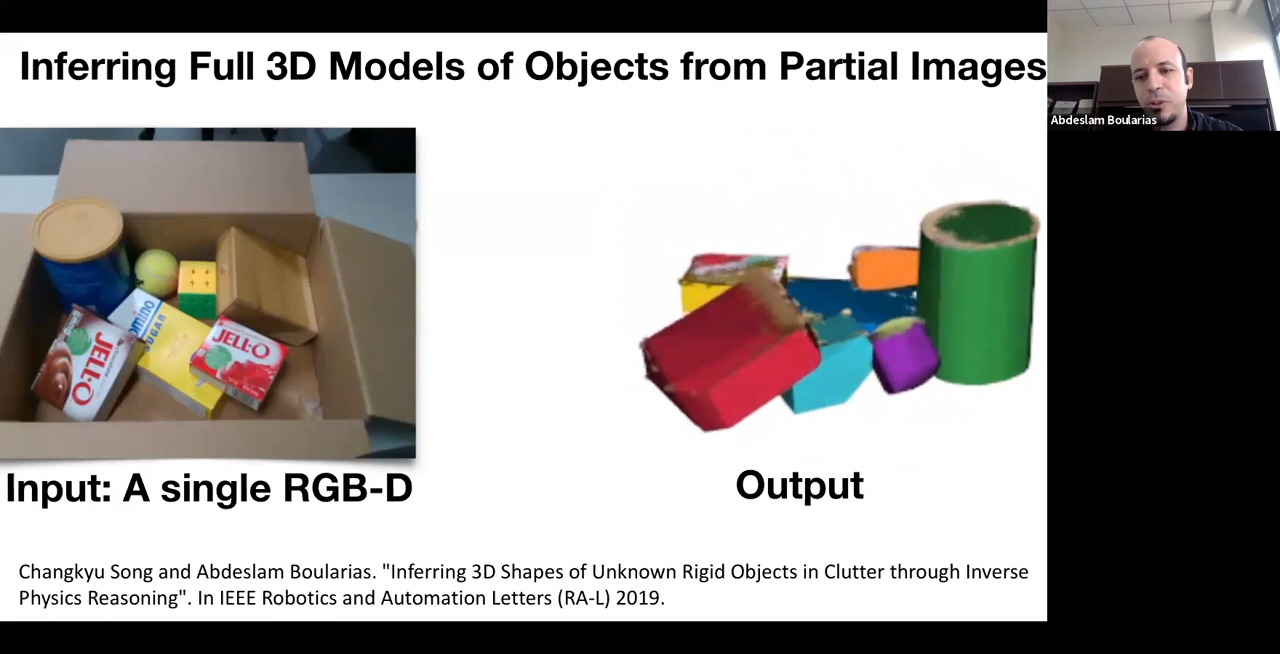 Inferring Full 3D Models of Objects from Partial Images
Abdeslam Boularias
JELL-O
omino
SUGAR
JELL-O
Input: A single RGB-D
Output
Changkyu Song and Abdeslam Boularias. "Inferring 3D Shapes of Unknown Rigid Objects in Clutter through Inverse
Physics Reasoning". In IEEE Robotics and Automation Letters (RA-L) 2019.